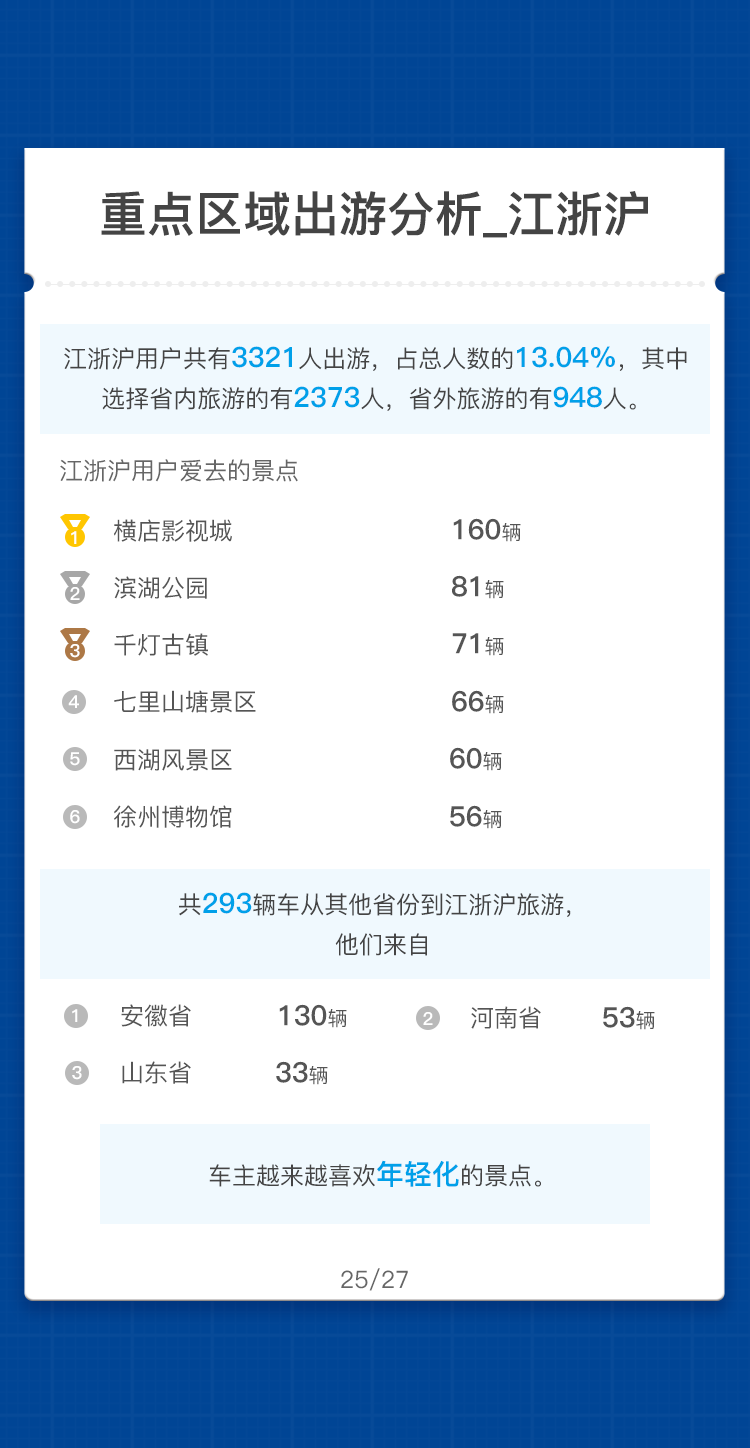 重点区域出游分析_江浙沪
江浙沪用户共有3321人出游，占总人数的13.04%，其中
选择省内旅游的有2373人，省外旅游的有948人。
江浙沪用户爱去的景点
1 横店影视城 160辆
2 滨湖公园 81辆
3 千灯古镇 71辆
4 七里山塘景区 66辆
5 西湖风景区 60辆
6 徐州博物馆 56辆
共293辆车从其他省份到江浙沪旅游，
他们来自
1 安徽省 130辆 2 河南省 53辆
3 山东省 33辆
车主越来越喜欢年轻化的景点。
25/27